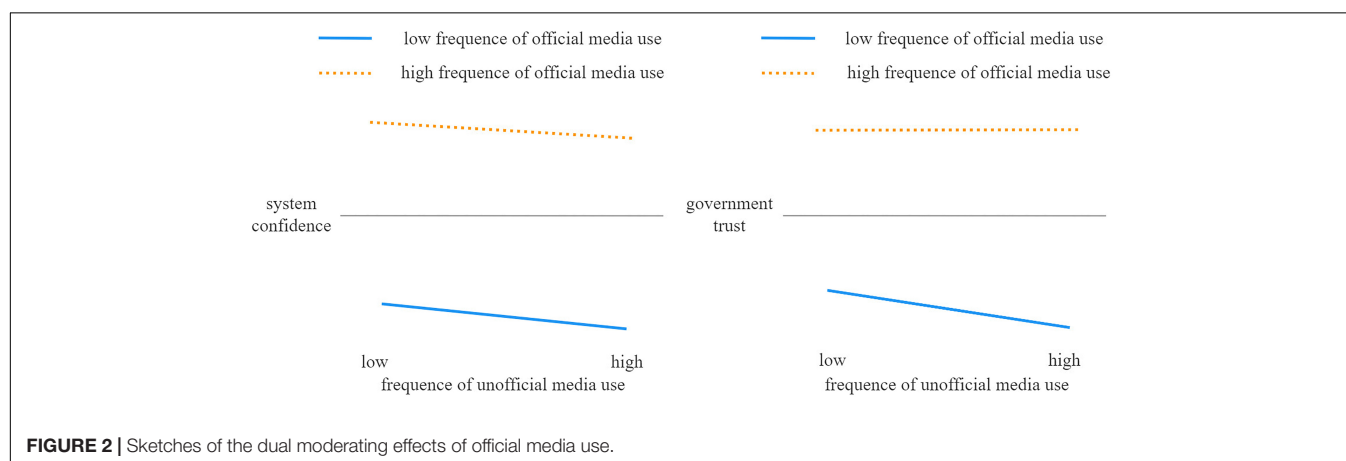 low frequence of official media use
high frequence of official media use
system
confidence
low
high
frequence of unofficial media use
low frequence of official media use
high frequence of official media use
government
trust
low
high
frequence of unofficial media use
FIGURE 2 | Sketches of the dual moderating effects of official media use.